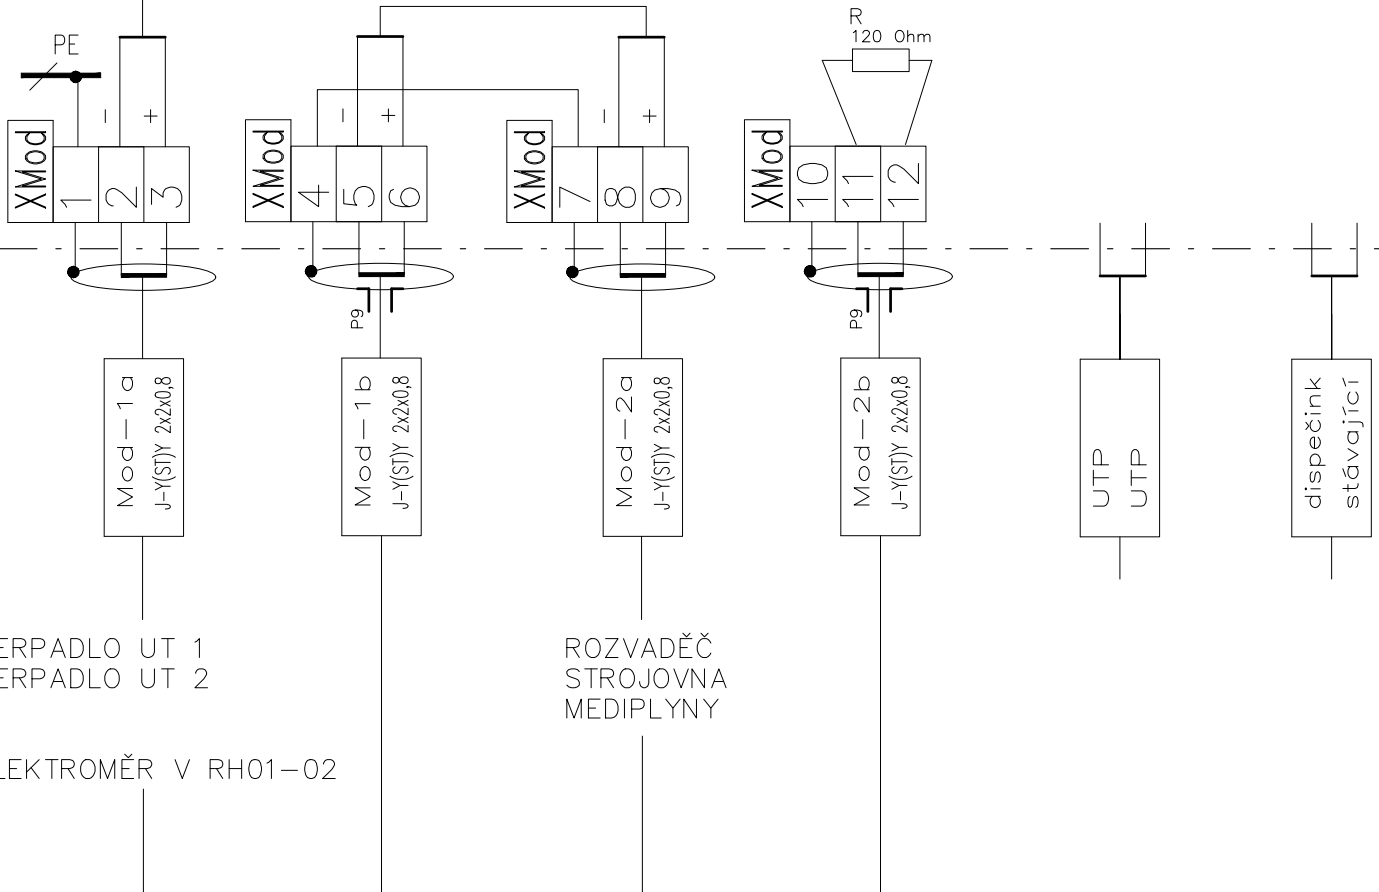 PE
R
120 Ohm
- +
- +
- +
XMod 1 2 3
XMod 4 5 6
XMod 7 8 9
XMod 10 11 12
P9
P9
Mod-1a
J-Y(ST)Y 2x2x0,8
Mod-1b
J-Y(ST)Y 2x2x0,8
Mod-2a
J-Y(ST)Y 2x2x0,8
Mod-2b
J-Y(ST)Y 2x2x0,8
UTP
UTP
dispečink
stávající
ERPADLO UT 1
ERPADLO UT 2
LEKTROMĚR V RH01-02
ROZVADĚČ
STROJOVNA
MEDIPLYNY